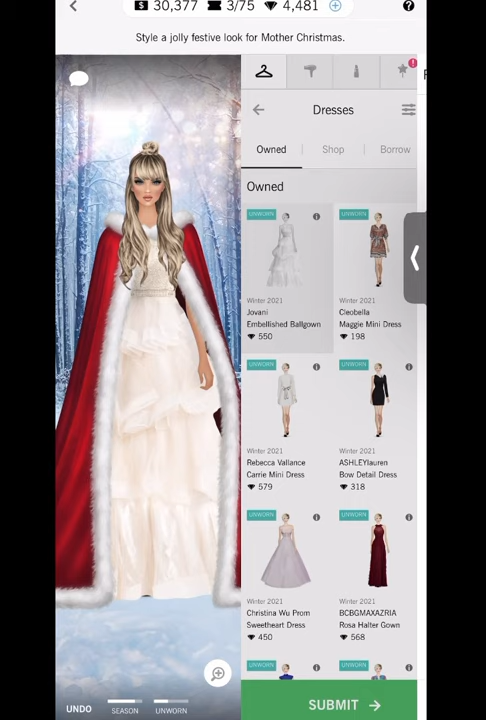 30,377 3/75 4,481
Style a jolly festive look for Mother Christmas.
Dresses
Owned Shop Borrow
Owned
UNWORN UNWORN
Winter 2021 Winter 2021
Jovani Cleobella
Embellished Ballgown Maggie Mini Dress
550 198
UNWORN UNWORN
Winter 2021 Winter 2021
Rebecca Vallance ASHLEYlauren
Carrie Mini Dress Bow Detail Dress
579 318
UNWORN UNWORN
Winter 2021 Winter 2021
Christina Wu Prom BCBGMAXAZRIA
Sweetheart Dress Rosa Halter Gown
450 568
UNWORN UNWORN
UNDO SEASON UNWORN
SUBMIT